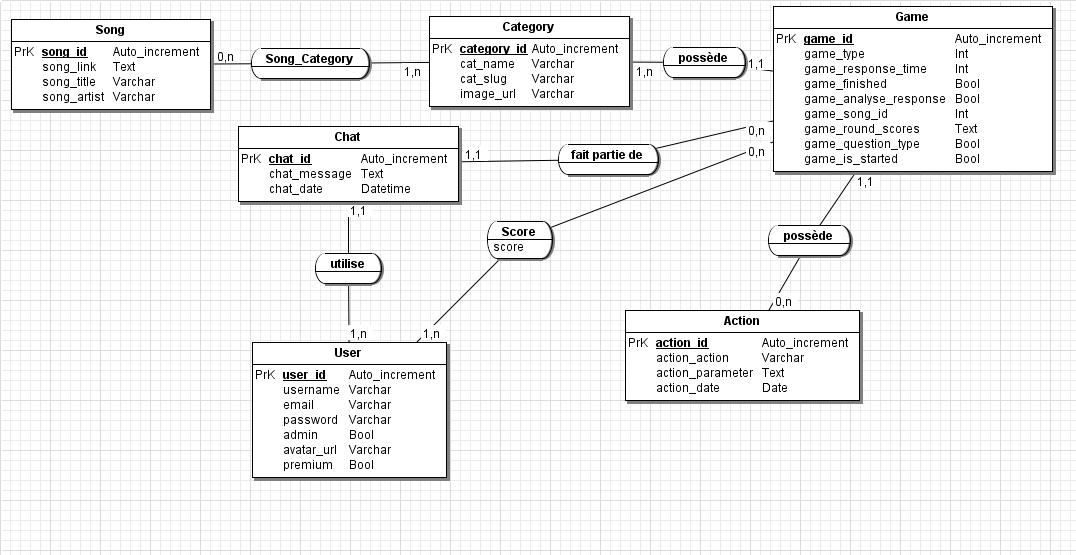 Song
PrK song_id Auto_increment
song_link Text
song_title Varchar
song_artist Varchar
0,n
Song_Category
1,n
Category
PrK category_id Auto_increment
cat_name Varchar
cat_slug Varchar
image_url Varchar
1,n
possède
1,1
Game
PrK game_id Auto_increment
game_type Int
game_response_time Int
game_finished Bool
game_analyse_response Bool
game_song_id Int
game_round_scores Text
game_question_type Bool
game_is_started Bool
Chat
PrK chat_id Auto_increment
chat_message Text
chat_date Datetime
1,1
fait partie de
0,n
0,n
1,1
1,1
Score
score
possède
utilise
0,n
1,n
1,n
Action
PrK action_id Auto_increment
action_action Varchar
action_parameter Text
action_date Date
User
PrK user_id Auto_increment
username Varchar
email Varchar
password Varchar
admin Bool
avatar_url Varchar
premium Bool